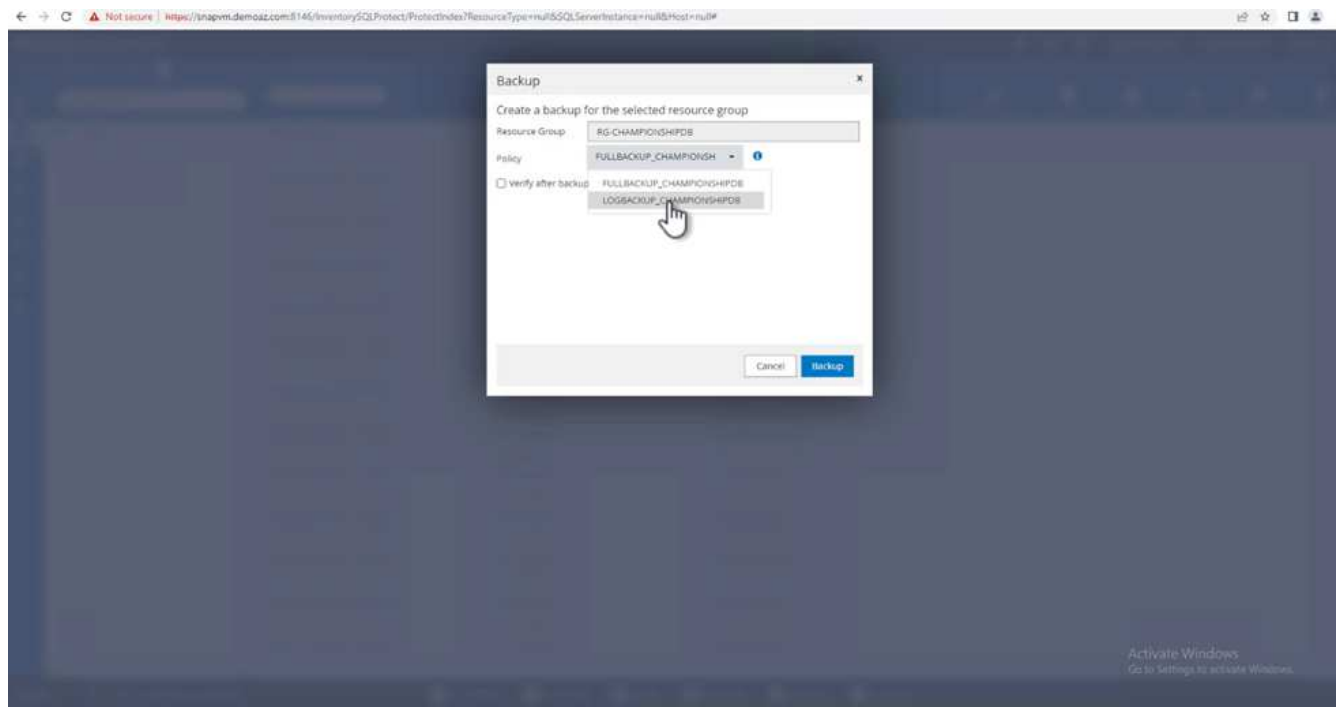 Not secure https://snapvm.demoaz.com:8146/InventorySQLProtect/ProtectIndex?ResourceType=null&SQLServerInstance=null&Host=null#
Backup x
Create a backup for the selected resource group
Resource Group RG-CHAMPIONSHIPDB
Policy FULLBACKUP_CHAMPIONSH
Verify after backup FULLBACKUP_CHAMPIONSHIPDB
LOGBACKUP_CHAMPIONSHIPDB
Cancel Backup
Activate Windows
Go to Settings to activate Windows.